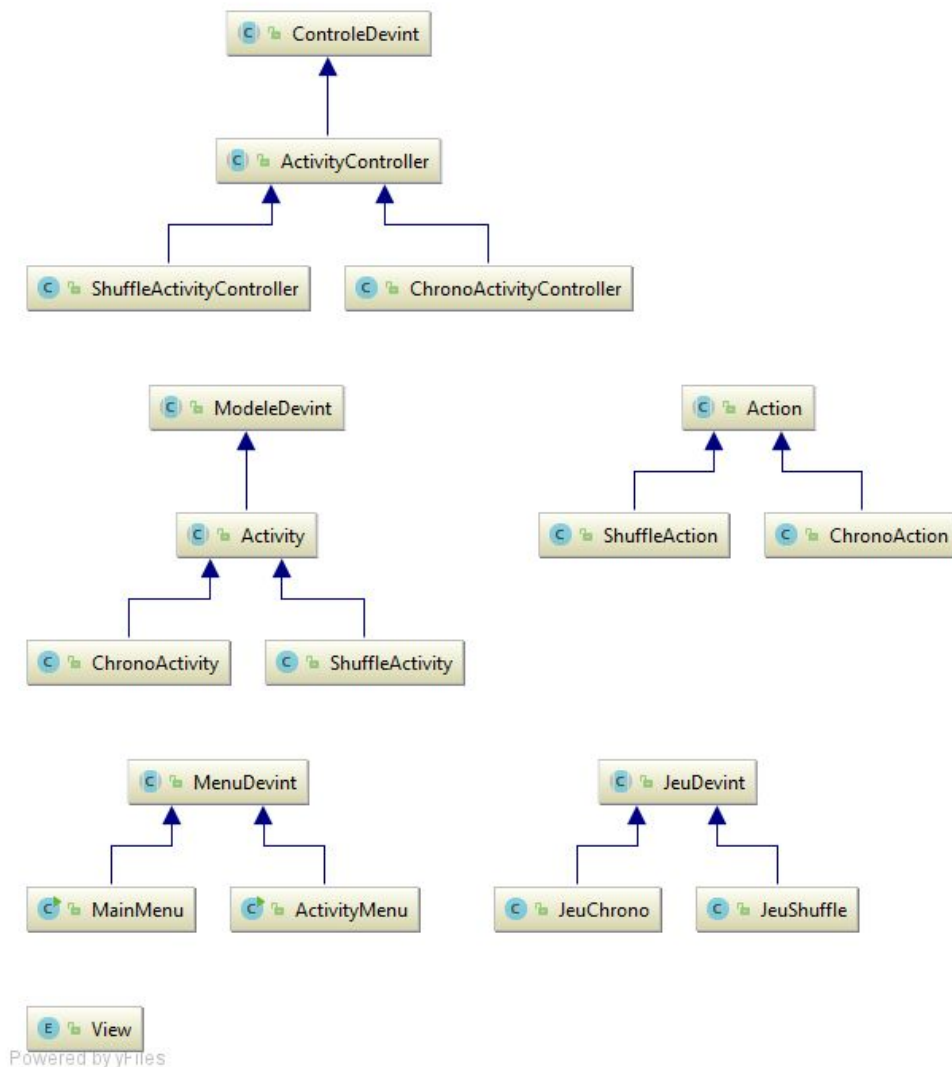 ControleDevint
ActivityController
ShuffleActivityController
ChronoActivityController
ModeleDevint
Action
Activity
ShuffleAction
ChronoAction
ChronoActivity
ShuffleActivity
MenuDevint
JeuDevint
MainMenu
ActivityMenu
JeuChrono
JeuShuffle
View
Powered by yFiles